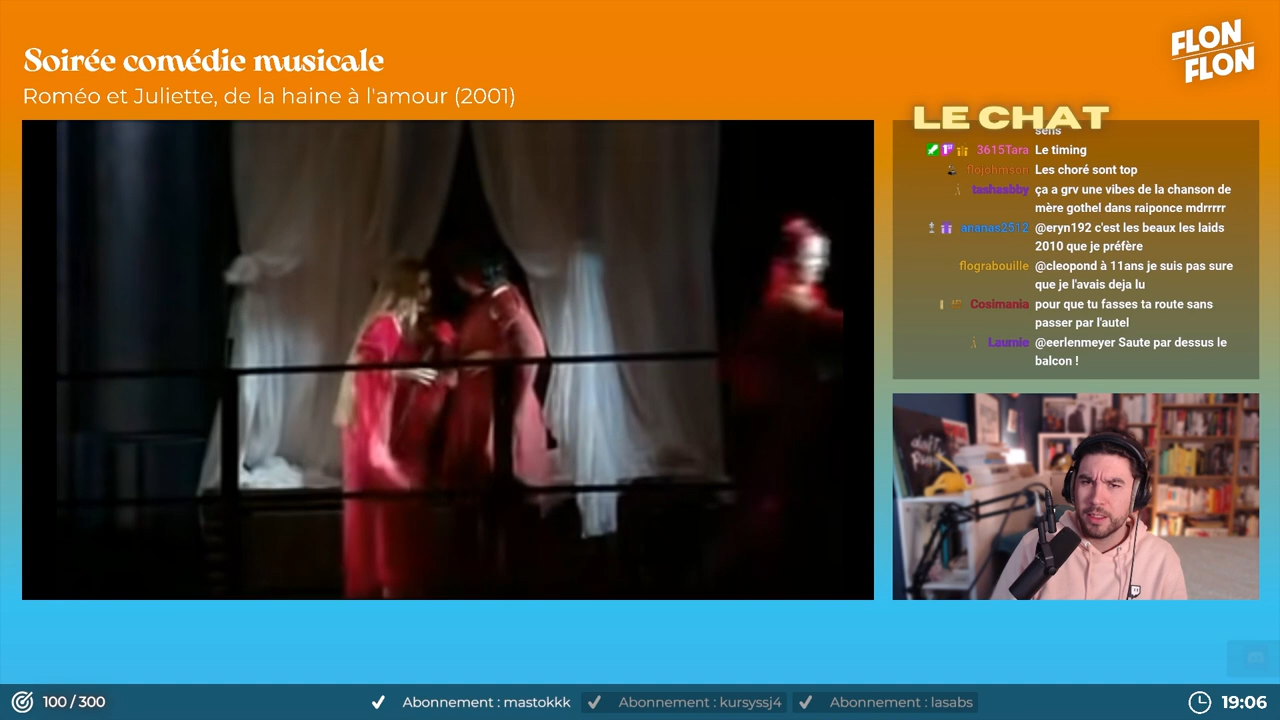 Soirée comédie musicale
Roméo et Juliette, de la haine à l'amour (2001)
FLON
FLON
LE CHAT
sens
3615Tara Le timing
flojohmson Les choré sont top
tashasbby ça a grv une vibes de la chanson de
mère gothel dans raiponce mdrrrrr
ananas2512 @eryn192 c'est les beaux les laids
2010 que je préfère
flograbouille @cleopond à 11ans je suis pas sure
que je l'avais deja lu
Cosimania pour que tu fasses ta route sans
passer par l'autel
Laumie @eerlenmeyer Saute par dessus le
balcon !
100 / 300
Abonnement : mastokkk
Abonnement : kursyssj4
Abonnement : lasabs
19:06